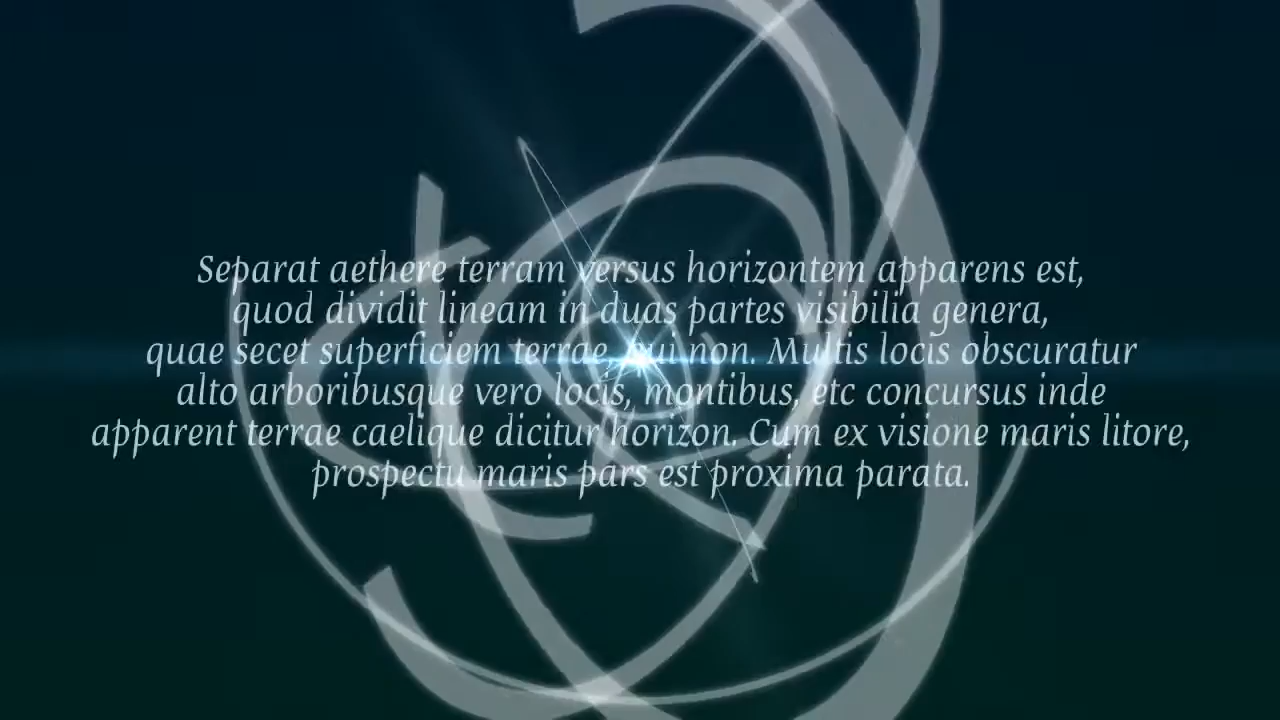 Separat aethere terram versus horizontem apparens est,
quod dividit lineam in duas partes visibilia genera,
quae secet superficiem terrae, qui non. Multis locis obscuratur
alto arboribusque vero locis, montibus, etc concursus inde
apparent terrae caelique dicitur horizon. Cum ex visione maris litore,
prospectu maris pars est proxima parata.